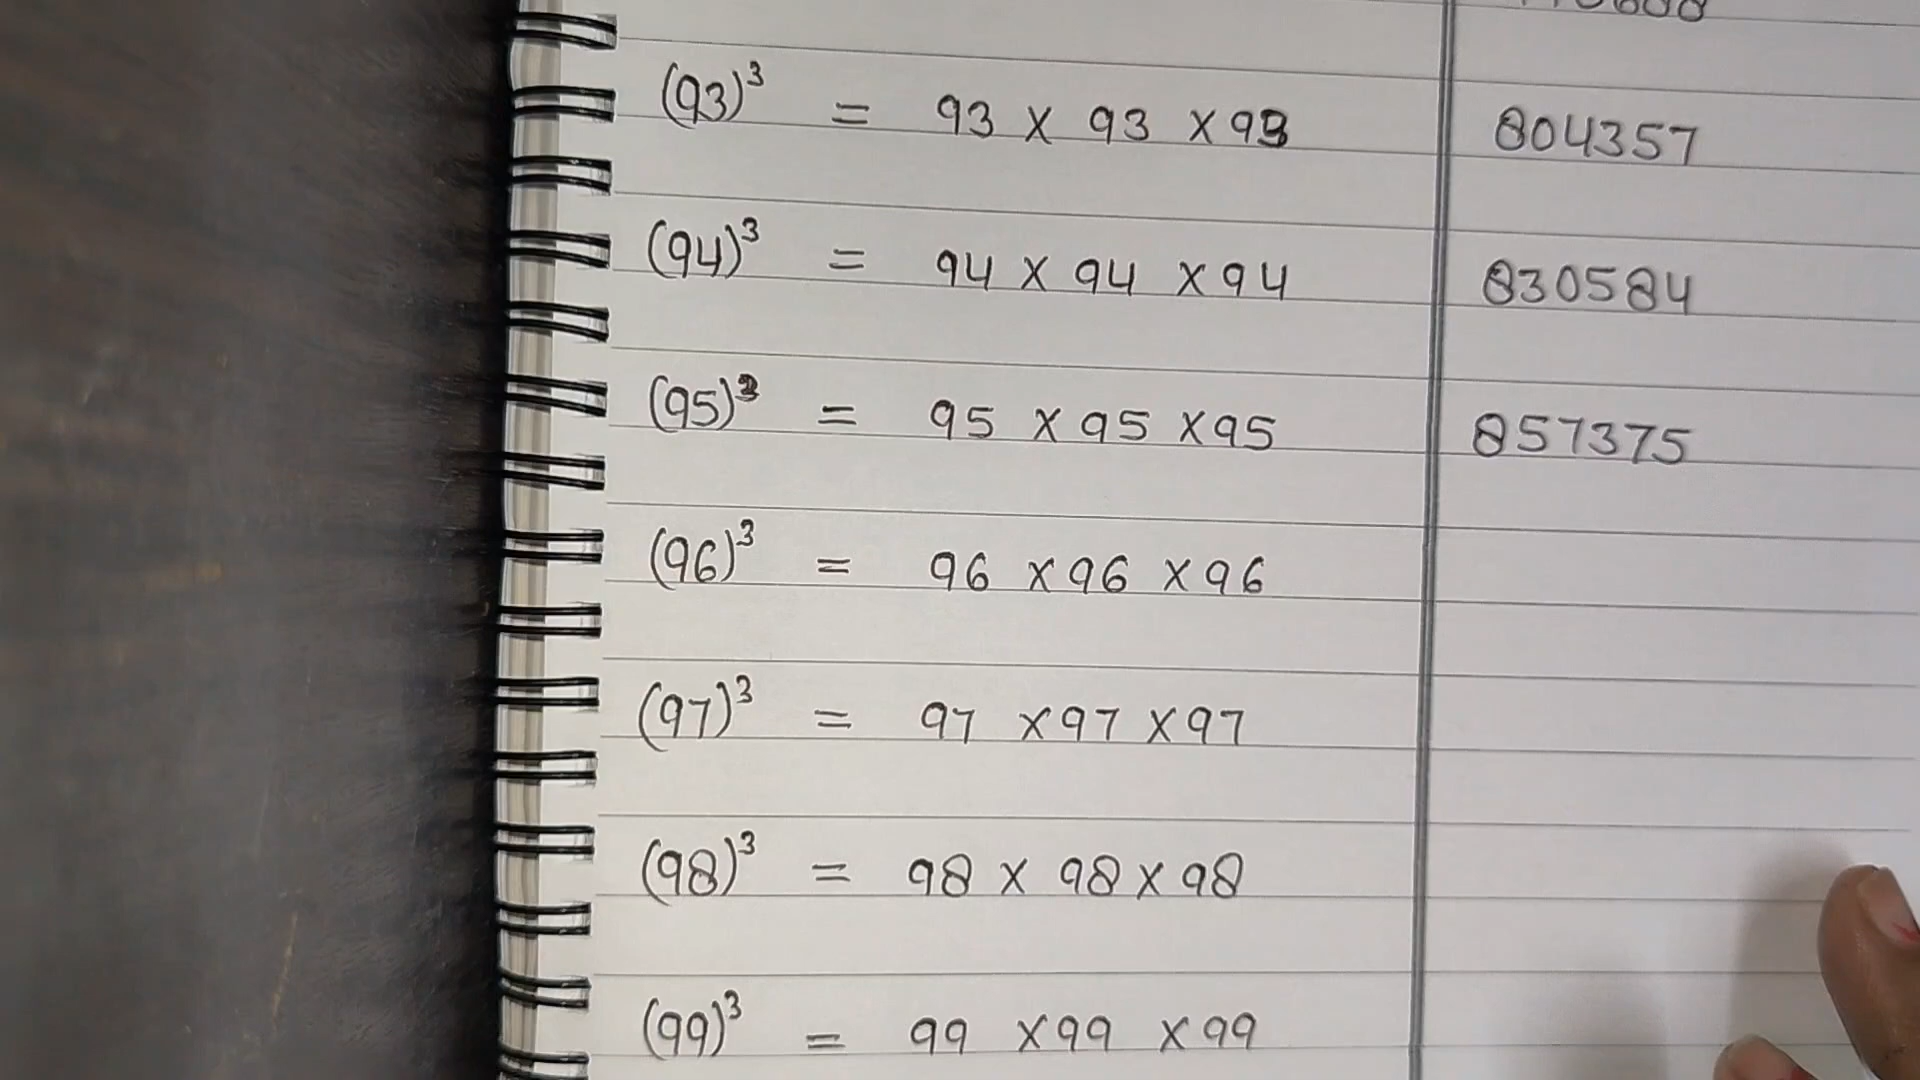 (93)³ = 93 x 93 x 93 804357
(94)³ = 94 x 94 x 94 830584
(95)³ = 95 x 95 x 95 857375
(96)³ = 96 x 96 x 96
(97)³ = 97 x 97 x 97
(98)³ = 98 x 98 x 98
(99)³ = 99 x 99 x 99